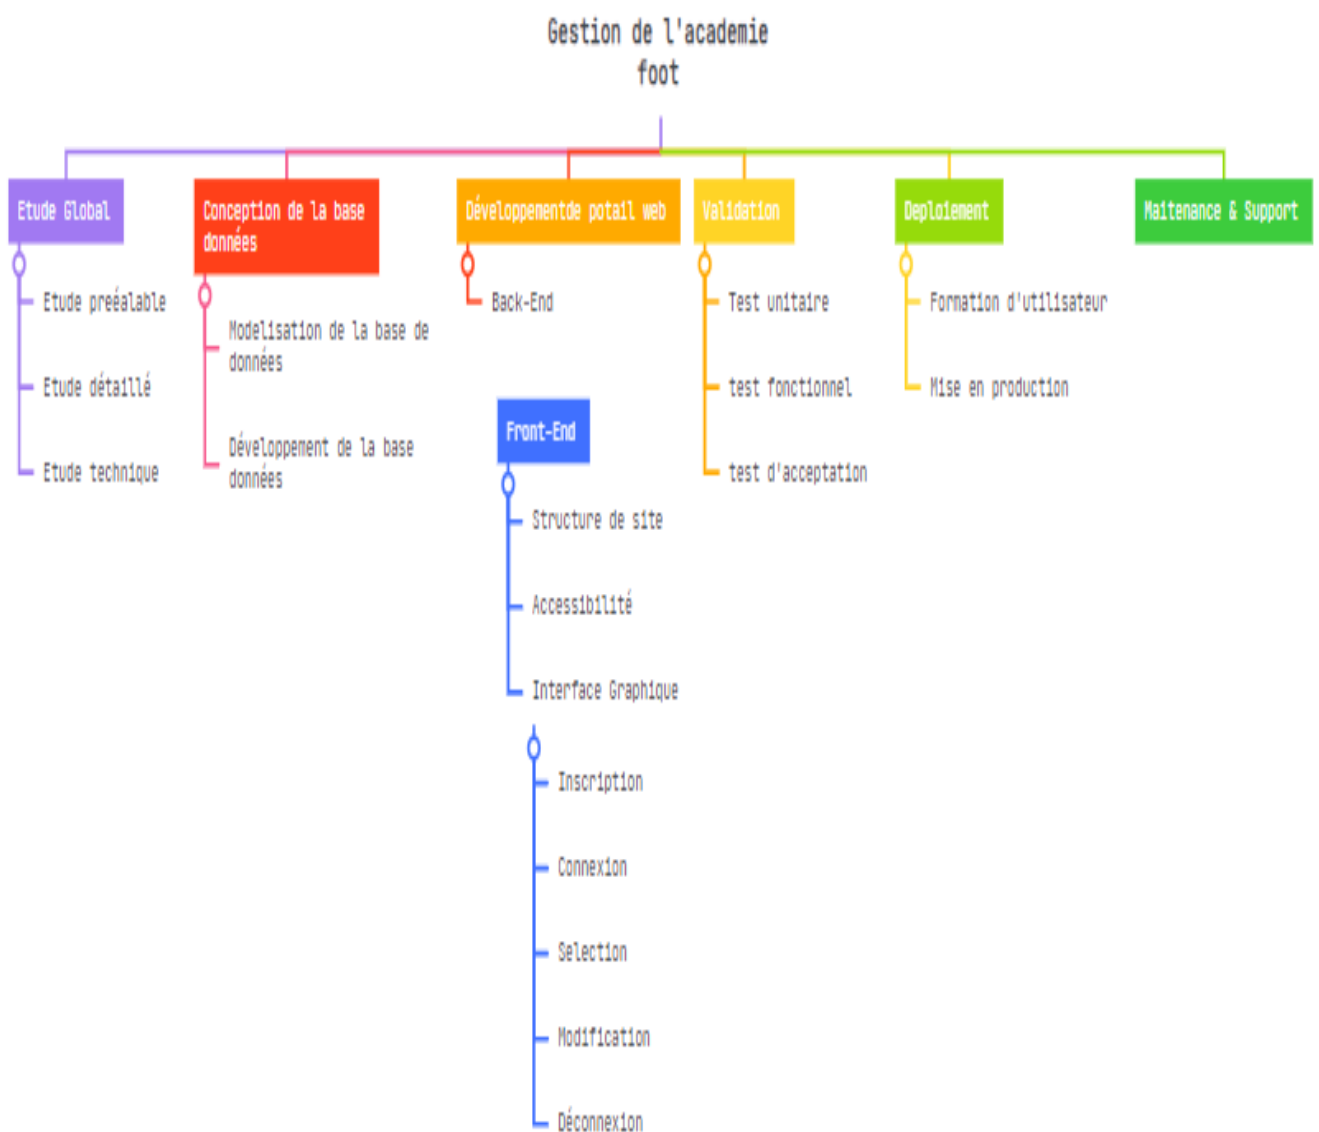 Gestion de l'academie
foot
Etude Global
Etude preéalable
Etude détaillé
Etude technique
Conception de la base
données
Modelisation de la base de
données
Développement de la base
données
Développementde potail web
Back-End
Front-End
Structure de site
Accessibilité
Interface Graphique
Inscription
Connexion
Selection
Modification
Déconnexion
Validation
Test unitaire
test fonctionnel
test d'acceptation
Deploiement
Formation d'utilisateur
Mise en production
Maitenance & Support